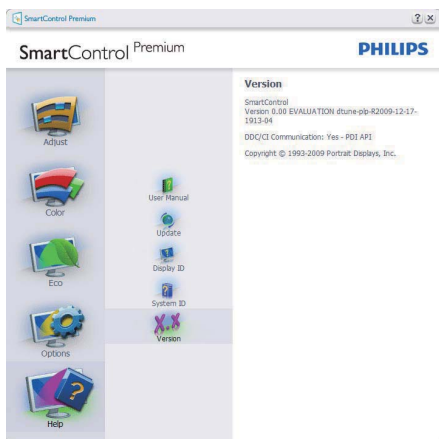 SmartControl Premium
SmartControl Premium
PHILIPS
Adjust
Color
Eco
Options
Help
User Manual
Update
Display ID
System ID
X.X
Version
Version
SmartControl
Version 0.00 EVALUATION dtune-plp-R2009-12-17-
1913-04
DDC/CI Communication: Yes - PDI API
Copyright © 1993-2009 Portrait Displays, Inc.